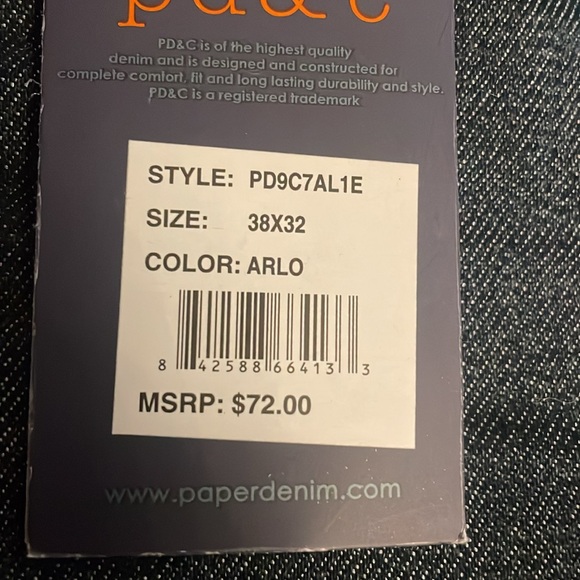 pd&c
PD&C is of the highest quality
denim and is designed and constructed for
complete comfort, fit and long lasting durability and style.
PD&C is a registered trademark
STYLE: PD9C7AL1E
SIZE: 38X32
COLOR: ARLO
8 42588 66413 3
MSRP: $72.00
www.paperdenim.com